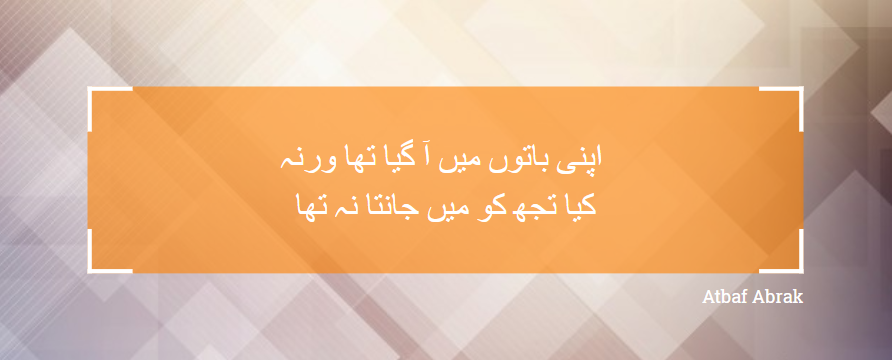 اپنی باتوں میں آ گیا تھا ورنہ
کیا تجھ کو میں جانتا نہ تھا
Atbaf Abrak